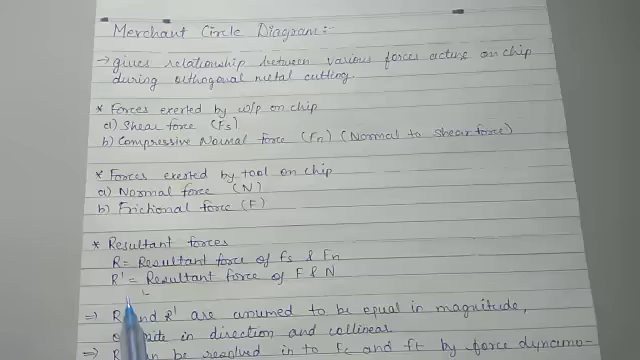 Merchant Circle Diagram:-
→ gives relationship between various forces acting on chip
during orthogonal metal cutting.
* Forces exerted by w/p on chip
a) Shear force (Fs)
b) Compressive Normal force (Fn) (Normal to shear force)
* Forces exerted by tool on chip
a) Normal force (N)
b) Frictional force (F)
* Resultant forces
R = Resultant force of Fs & Fn
R' = Resultant force of F & N
⇒ R and R' are assumed to be equal in magnitude,
in direction and collinear
⇒ R can be resolved in to Fc and Ft by force dynamo-